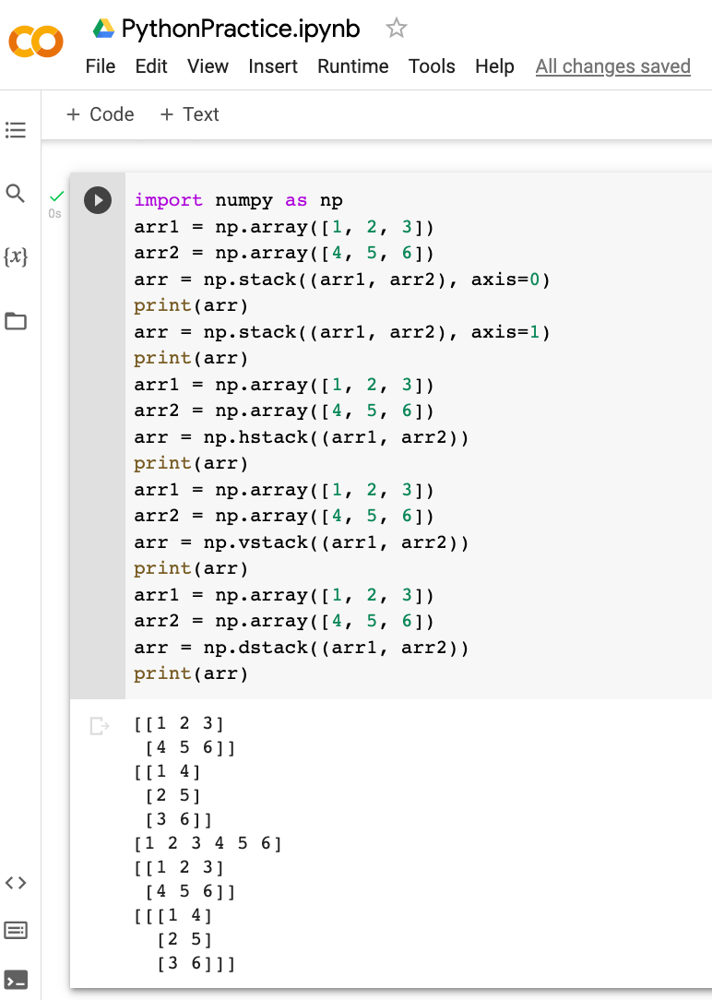 PythonPractice.ipynb
File Edit View Insert Runtime Tools Help All changes saved
+ Code + Text
0s
{x}
import numpy as np
arr1 = np.array([1, 2, 3])
arr2 = np.array([4, 5, 6])
arr = np.stack((arr1, arr2), axis=0)
print(arr)
arr = np.stack((arr1, arr2), axis=1)
print(arr)
arr1 = np.array([1, 2, 3])
arr2 = np.array([4, 5, 6])
arr = np.hstack((arr1, arr2))
print(arr)
arr1 = np.array([1, 2, 3])
arr2 = np.array([4, 5, 6])
arr = np.vstack((arr1, arr2))
print(arr)
arr1 = np.array([1, 2, 3])
arr2 = np.array([4, 5, 6])
arr = np.dstack((arr1, arr2))
print(arr)
[[1 2 3]
 [4 5 6]]
[[1 4]
 [2 5]
 [3 6]]
[1 2 3 4 5 6]
[[1 2 3]
 [4 5 6]]
[[[1 4]
  [2 5]
  [3 6]]]